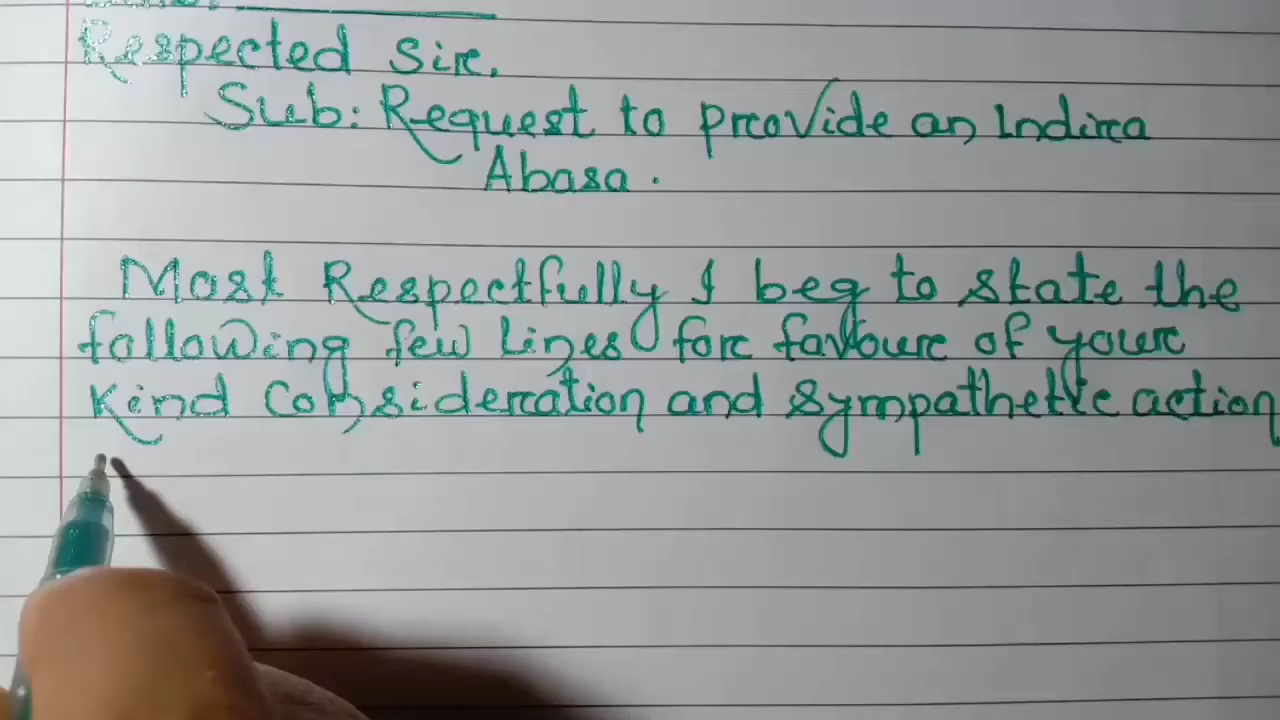 Respected Sir.
Sub: Request to provide an Indira
Abasa.
Most Respectfully I beg to state the
following few lines for favour of your
kind consideration and sympathetic action